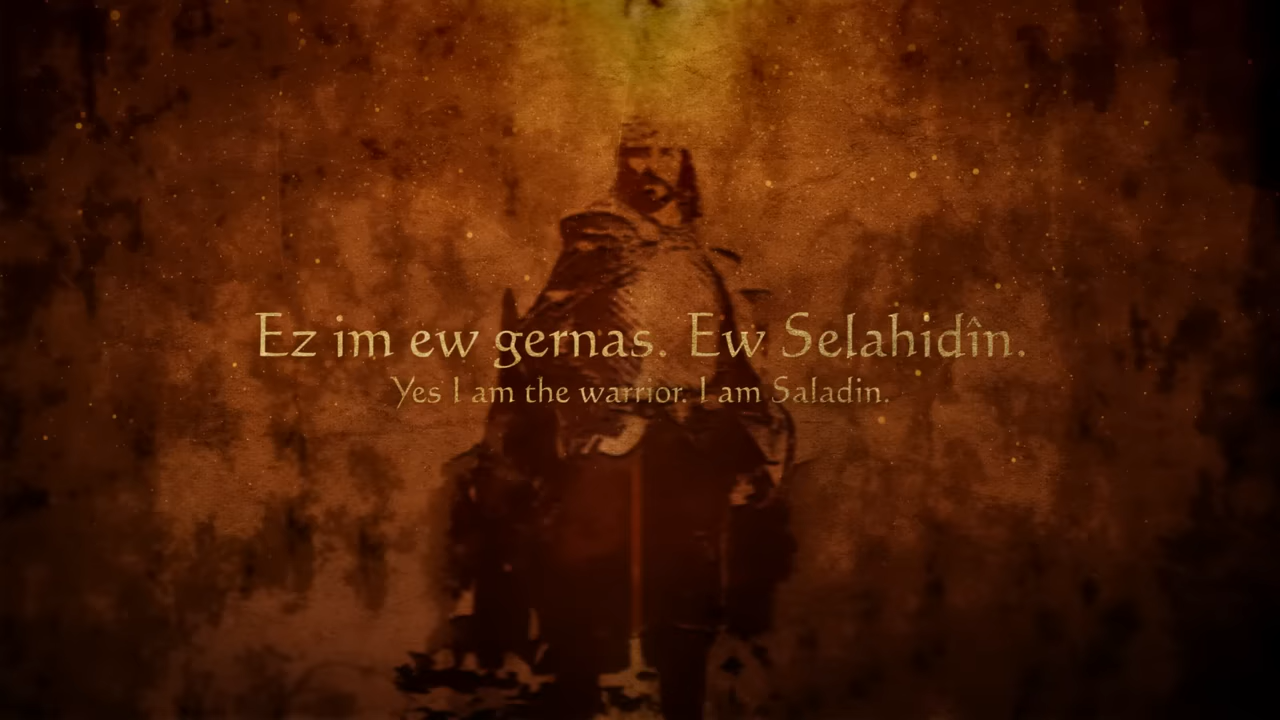 Ez im ew gernas. Ew Selahidîn.
Yes I am the warrior. I am Saladin.